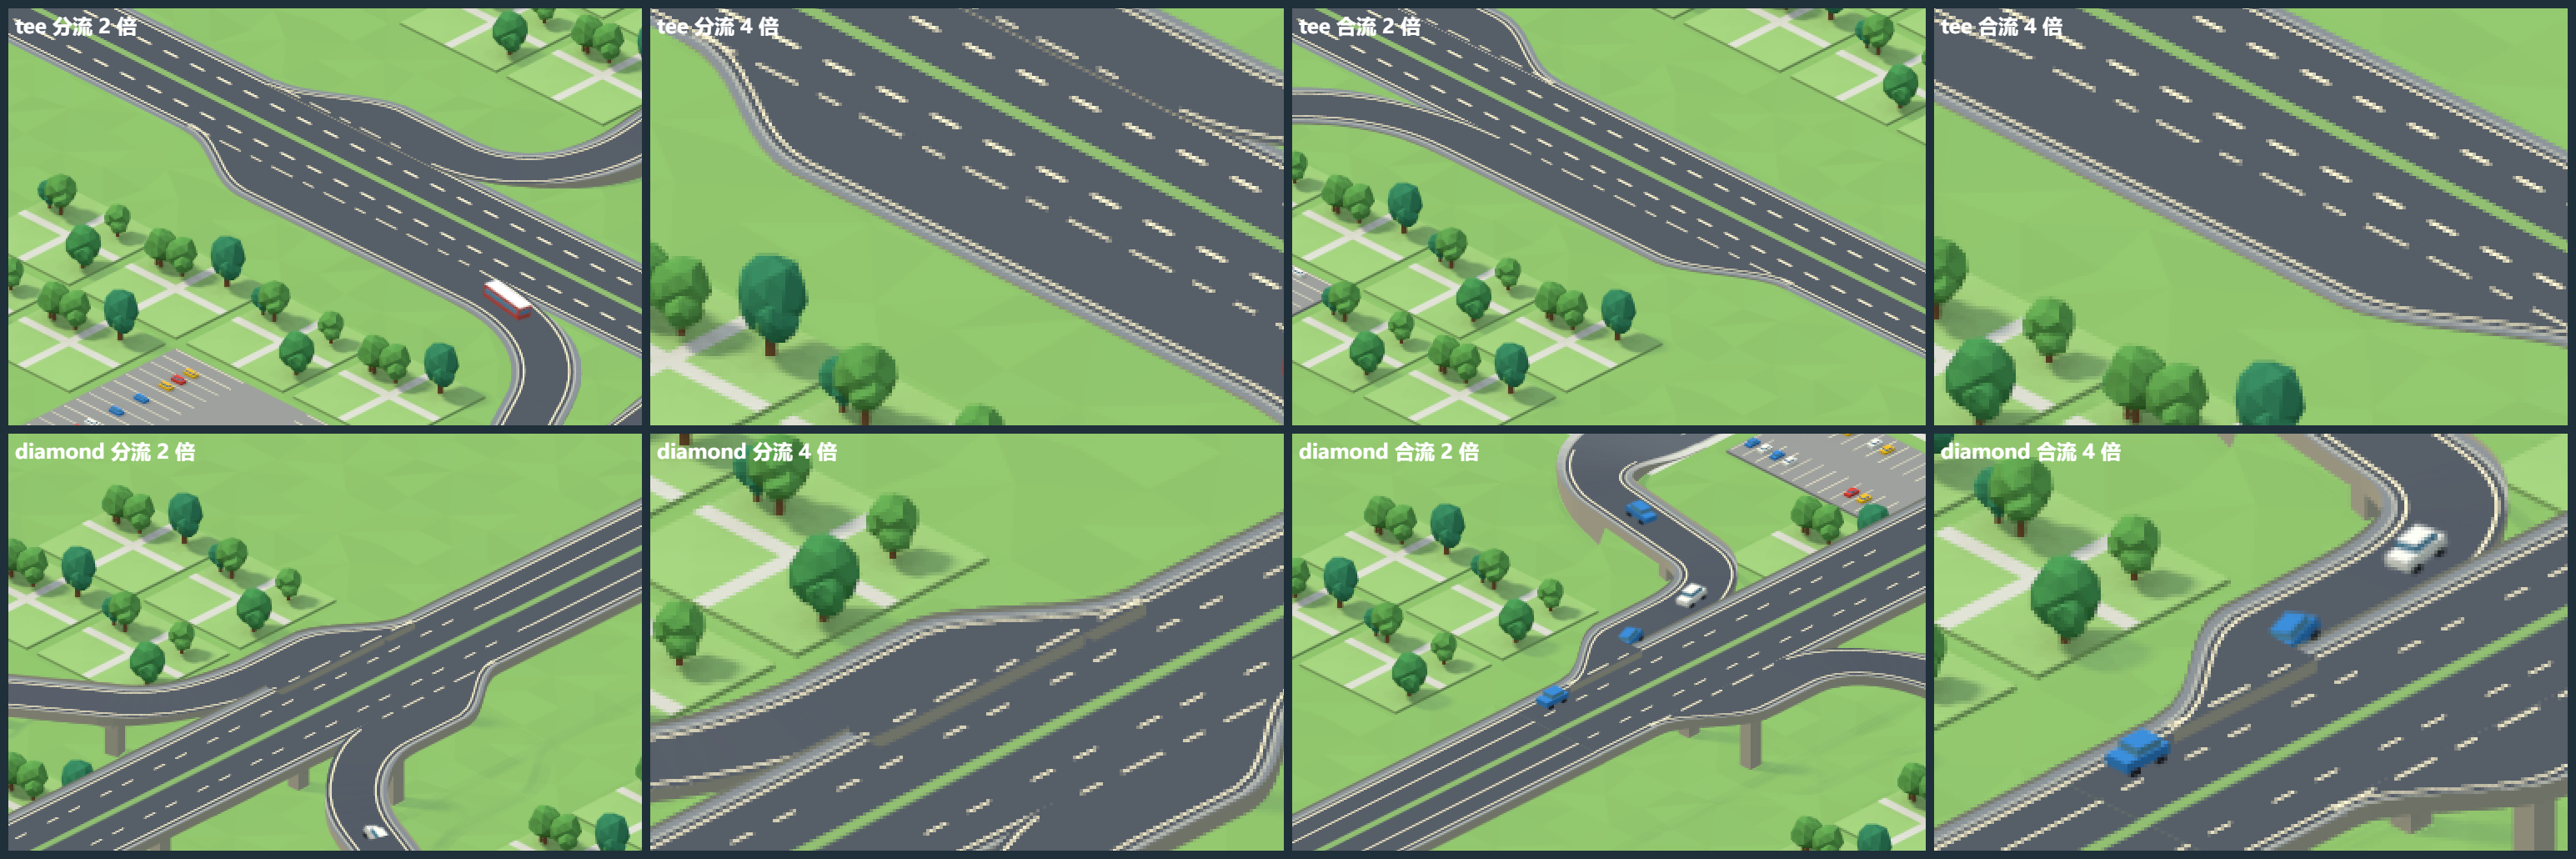 tee 分流 2 倍
tee 分流 4 倍
tee 合流 2 倍
tee 合流 4 倍
diamond 分流 2 倍
diamond 分流 4 倍
diamond 合流 2 倍
diamond 合流 4 倍